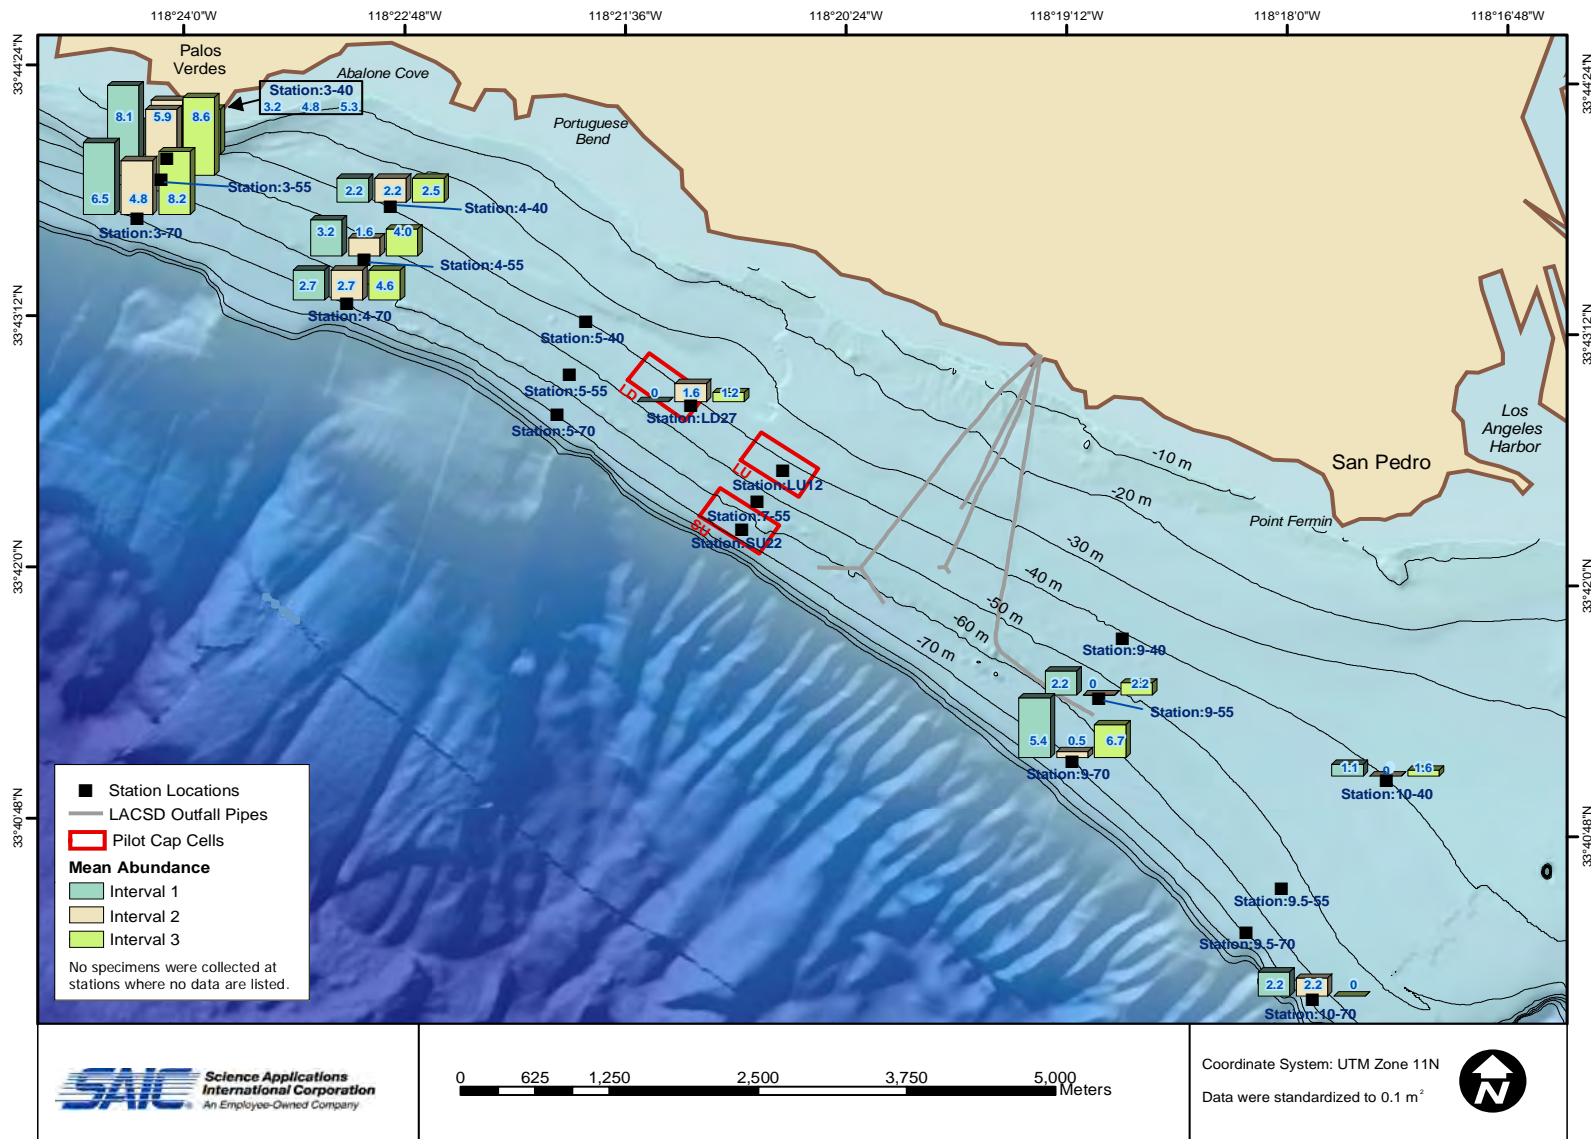 118°24'0"W 118°22'48"W 118°21'36"W 118°20'24"W 118°19'12"W 118°18'0"W 118°16'48"W
33°44'24"N
33°43'12"N
33°42'0"N
33°40'48"N
33°44'24"N
33°43'12"N
33°42'0"N
33°40'48"N
Palos
Verdes
Abalone Cove
Portuguese
Bend
Station:3-40
3.2 4.8 5.3
8.1 5.9 8.6
Station:3-55
6.5 4.8 8.2
Station:3-70
2.2 2.2 2.5
Station:4-40
3.2 1.6 4.0
Station:4-55
2.7 2.7 4.6
Station:4-70
Station:5-40
Station:5-55
Station:5-70
LD
0 1.6 1.2
Station:LD27
LU
Station:LU12
Station:7-55
SU
Station:SU22
Los
Angeles
Harbor
San Pedro
Point Fermin
-10 m
-20 m
-30 m
-40 m
-50 m
-60 m
-70 m
Station:9-40
2.2 0 2.2
Station:9-55
5.4 0.5 6.7
Station:9-70
1.1 0 1.6
Station:10-40
Station:9.5-55
Station:9.5-70
2.2 2.2 0
Station:10-70
Station Locations
LACSD Outfall Pipes
Pilot Cap Cells
Mean Abundance
Interval 1
Interval 2
Interval 3
No specimens were collected at
stations where no data are listed.
SAIC
Science Applications
International Corporation
An Employee-Owned Company
0 625 1,250 2,500 3,750 5,000
Meters
Coordinate System: UTM Zone 11N
Data were standardized to 0.1 m²
N